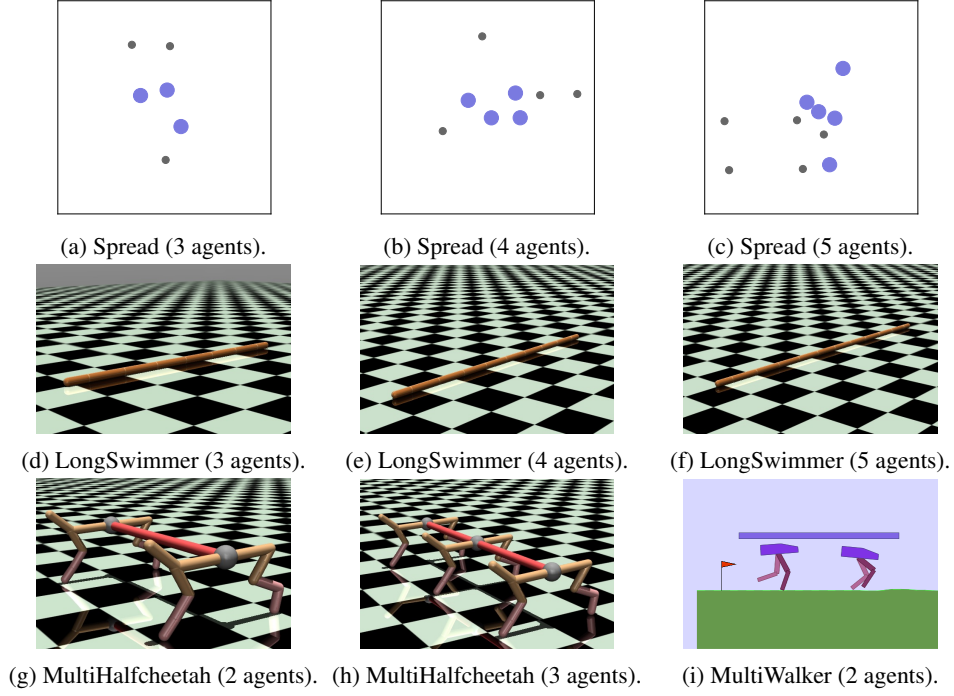 (a) Spread (3 agents).
(b) Spread (4 agents).
(c) Spread (5 agents).
(d) LongSwimmer (3 agents).
(e) LongSwimmer (4 agents).
(f) LongSwimmer (5 agents).
(g) MultiHalfcheetah (2 agents).
(h) MultiHalfcheetah (3 agents).
(i) MultiWalker (2 agents).